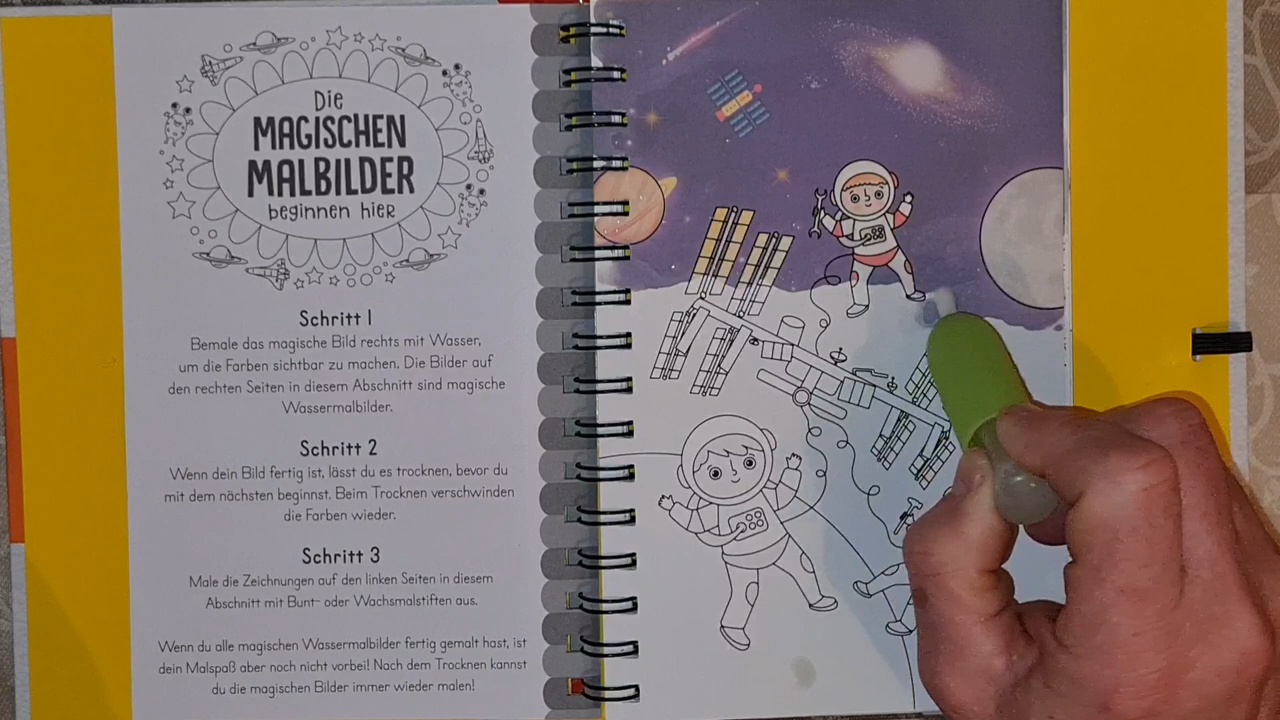 Die
MAGISCHEN
MALBILDER
beginnen hier
Schritt 1
Bemale das magische Bild rechts mit Wasser,
um die Farben sichtbar zu machen. Die Bilder auf
den rechten Seiten in diesem Abschnitt sind magische
Wassermalbilder.
Schritt 2
Wenn dein Bild fertig ist, lässt du es trocknen, bevor du
mit dem nächsten beginnst. Beim Trocknen verschwinden
die Farben wieder.
Schritt 3
Male die Zeichnungen auf den linken Seiten in diesem
Abschnitt mit Bunt- oder Wachsmalstiften aus.
Wenn du alle magischen Wassermalbilder fertig gemalt hast, ist
dein Malspaß aber noch nicht vorbei! Nach dem Trocknen kannst
du die magischen Bilder immer wieder malen!